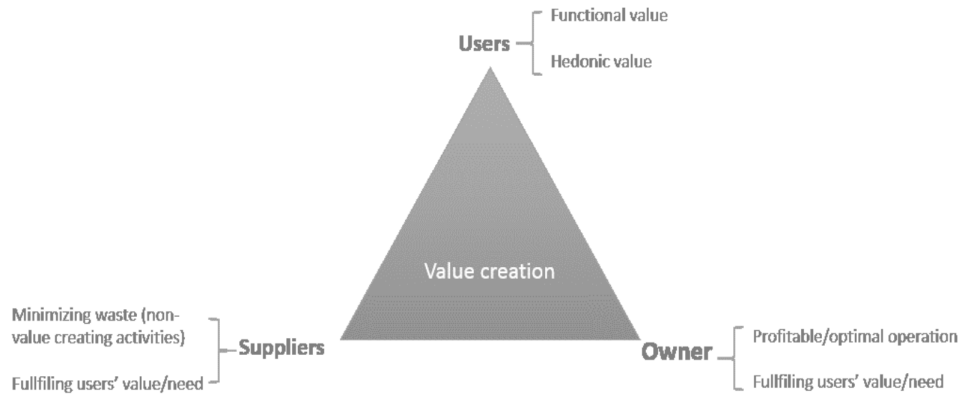 Functional value
Users
Hedonic value
Value creation
Minimizing waste (non-
value creating activities)
Suppliers
Fullfiling users' value/need
Owner
Profitable/optimal operation
Fullfiling users' value/need